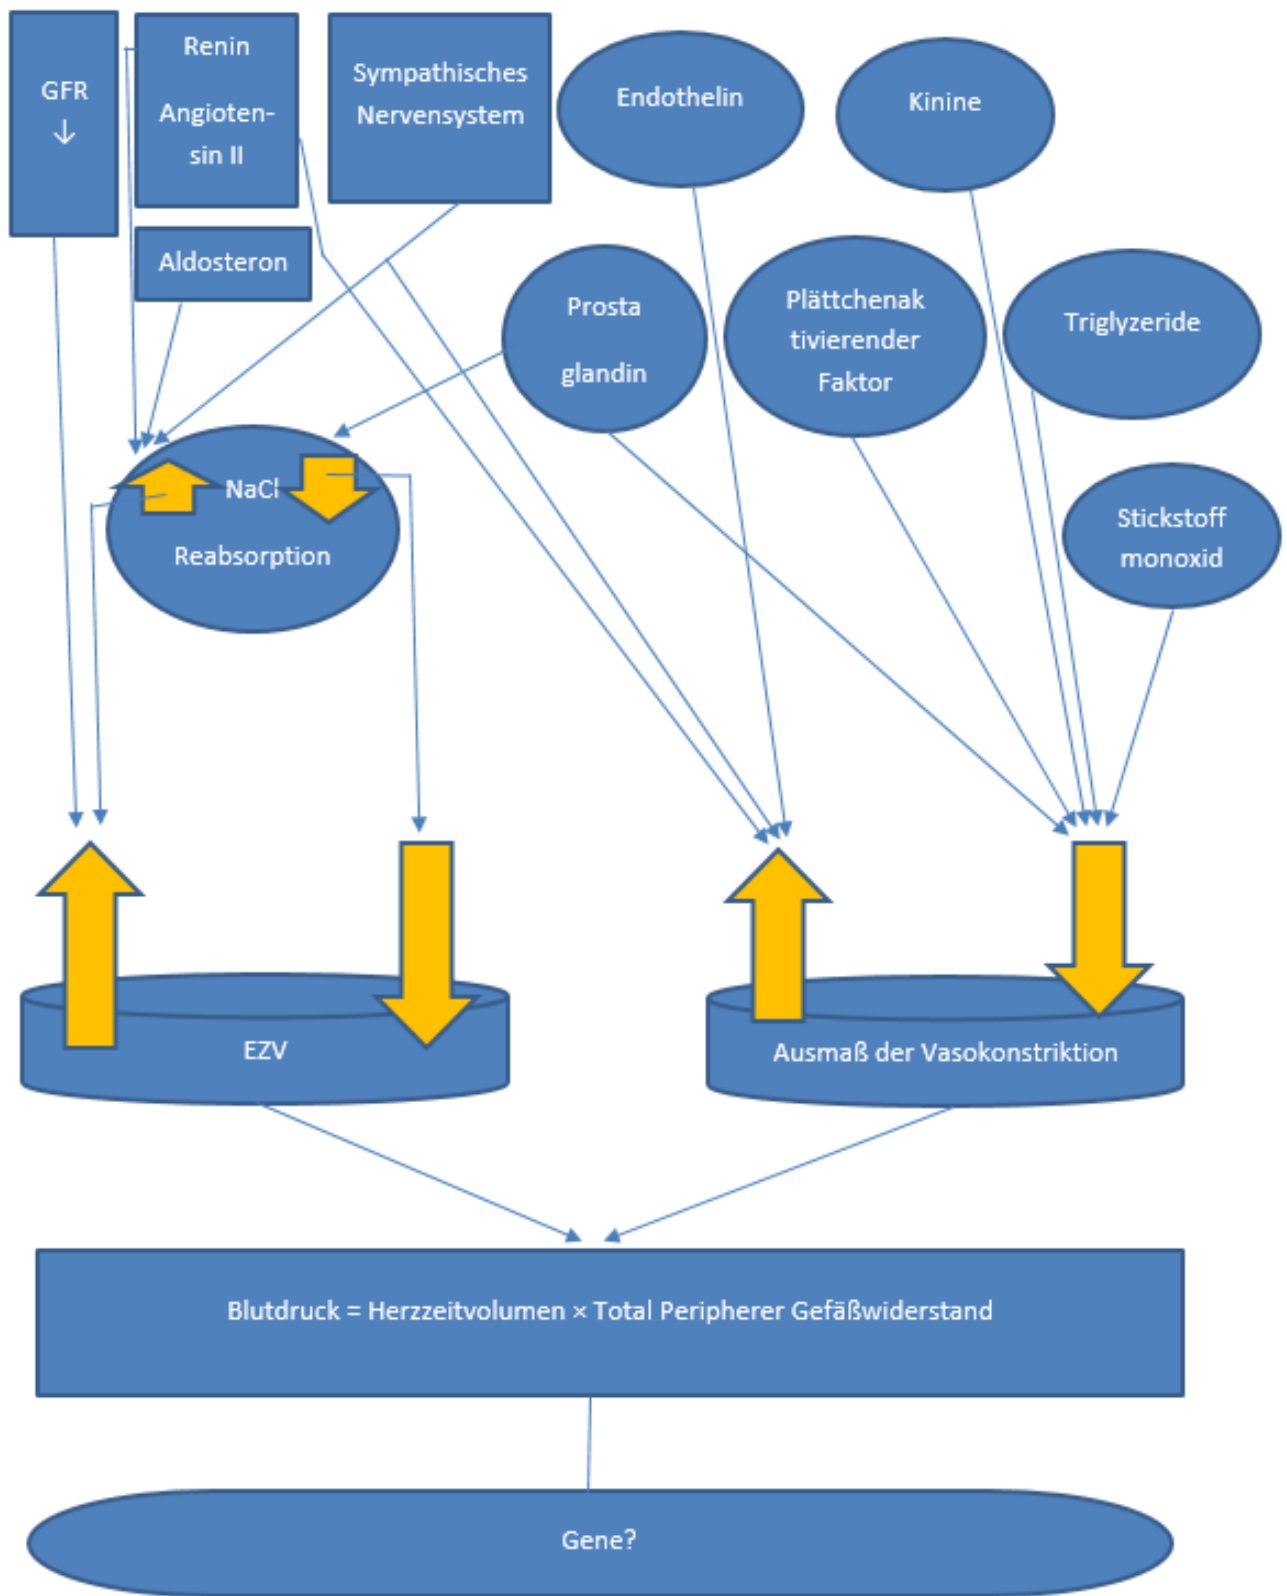 GFR
↓
Renin
Angioten-
sin II
Sympathisches
Nervensystem
Endothelin
Kinine
Aldosteron
Prosta
glandin
Plättchenak
tivierender
Faktor
Triglyzeride
NaCl
Reabsorption
Stickstoff
monoxid
EZV
Ausmaß der Vasokonstriktion
Blutdruck = Herzzeitvolumen × Total Peripherer Gefäßwiderstand
Gene?